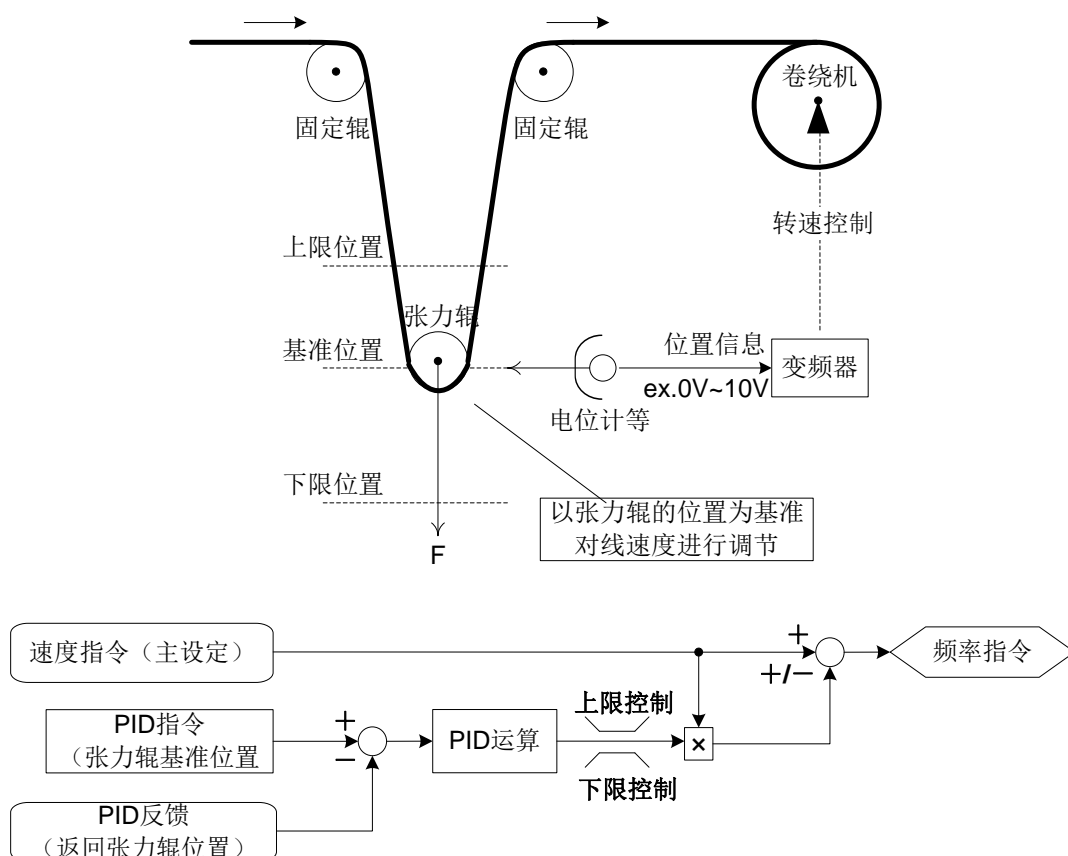 卷绕机
固定辊
固定辊
转速控制
上限位置
张力辊
基准位置
位置信息
ex.0V~10V
变频器
电位计等
下限位置
以张力辊的位置为基准
对线速度进行调节
F
速度指令（主设定）
+
+/−
频率指令
PID指令
（张力辊基准位置
+
−
PID运算
上限控制
×
下限控制
PID反馈
（返回张力辊位置）